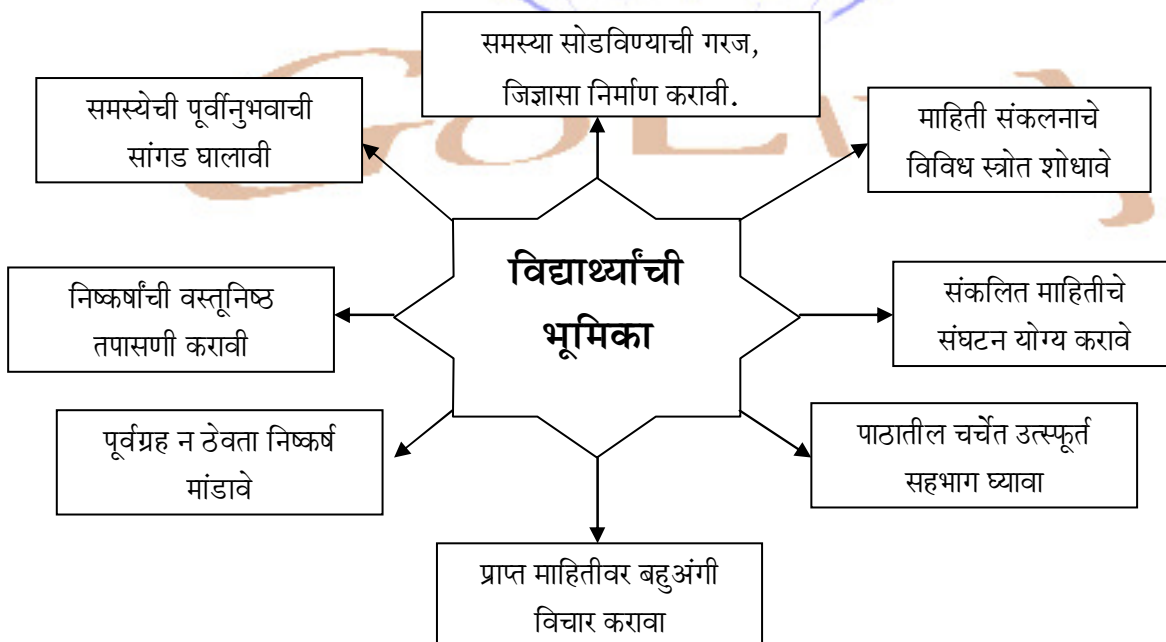 समस्या सोडविण्याची गरज,
जिज्ञासा निर्माण करावी.
समस्येची पूर्वीनुभवाची
सांगड घालावी
माहिती संकलनाचे
विविध स्त्रोत शोधावे
विद्यार्थ्यांची
भूमिका
निष्कर्षांची वस्तूनिष्ठ
तपासणी करावी
संकलित माहितीचे
संघटन योग्य करावे
पूर्वग्रह न ठेवता निष्कर्ष
मांडावे
पाठातील चर्चेत उत्स्फूर्त
सहभाग घ्यावा
प्राप्त माहितीवर बहुअंगी
विचार करावा